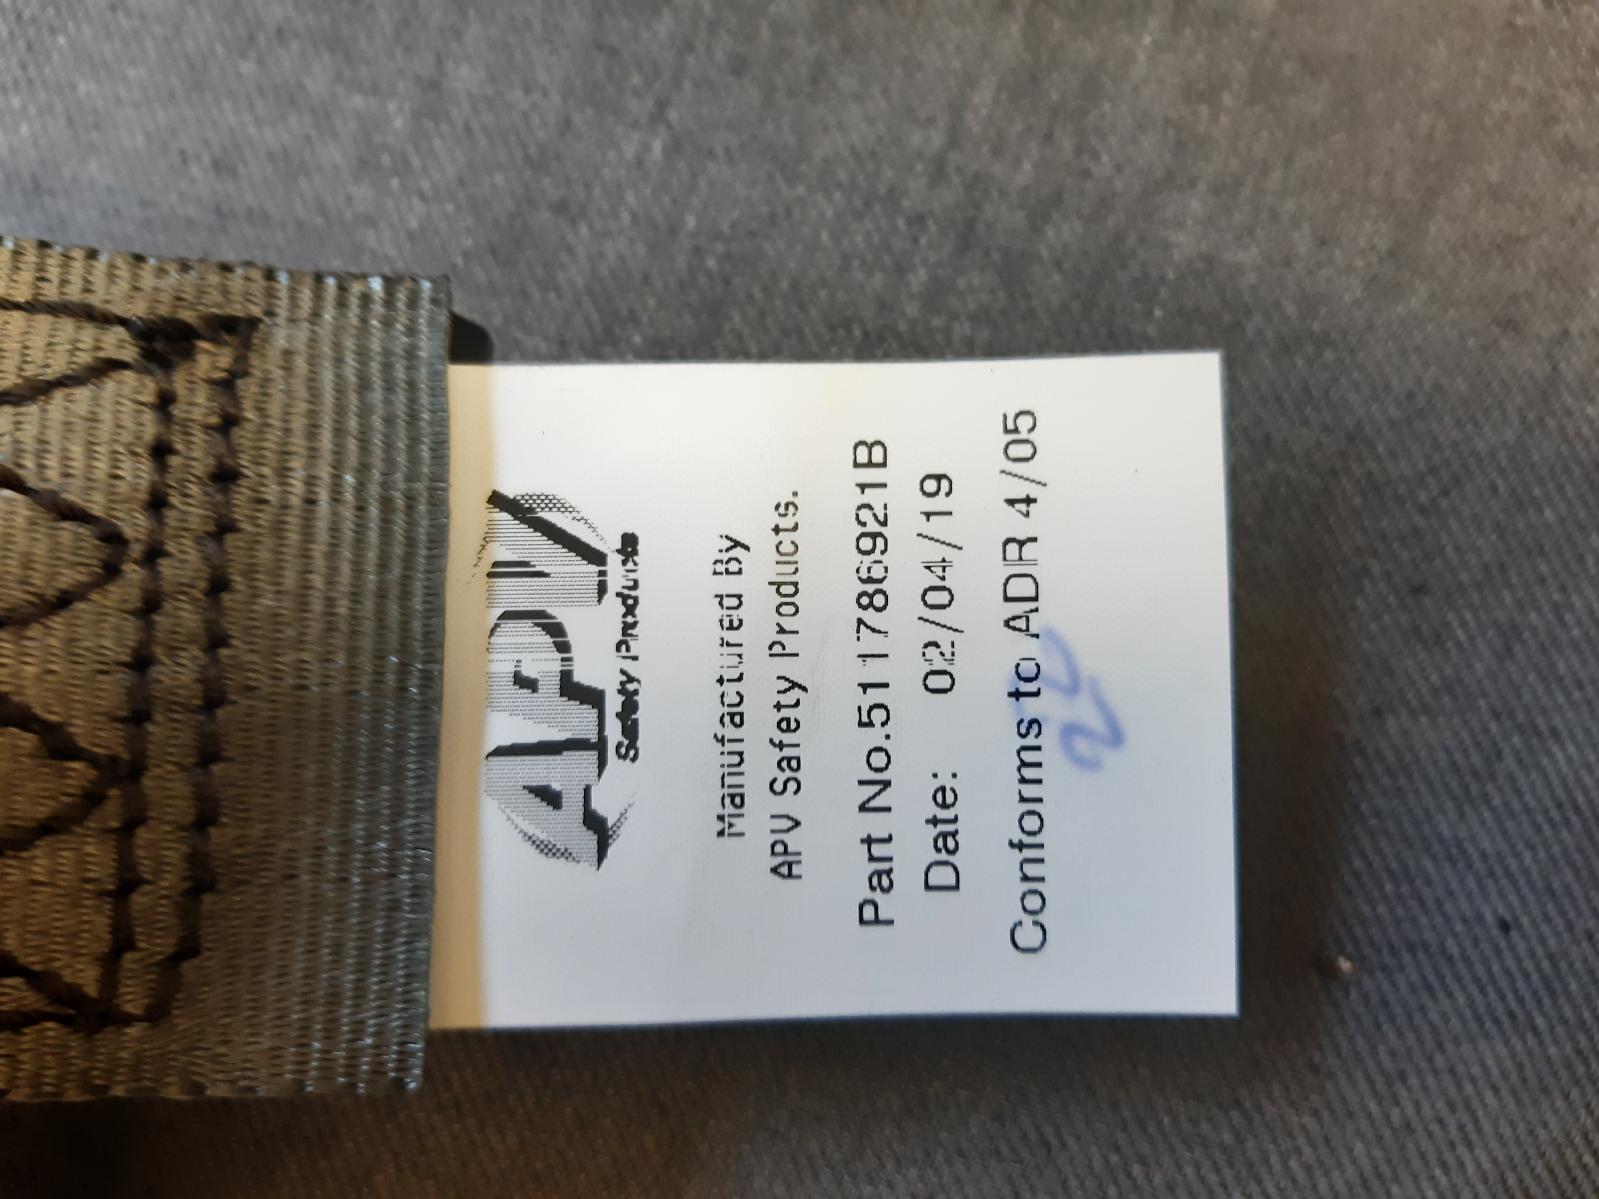 APV
Safety Products
Manufactured By
APV Safety Products.
Part No.511786921B
Date: 02/04/19
Conforms to ADR 4/05